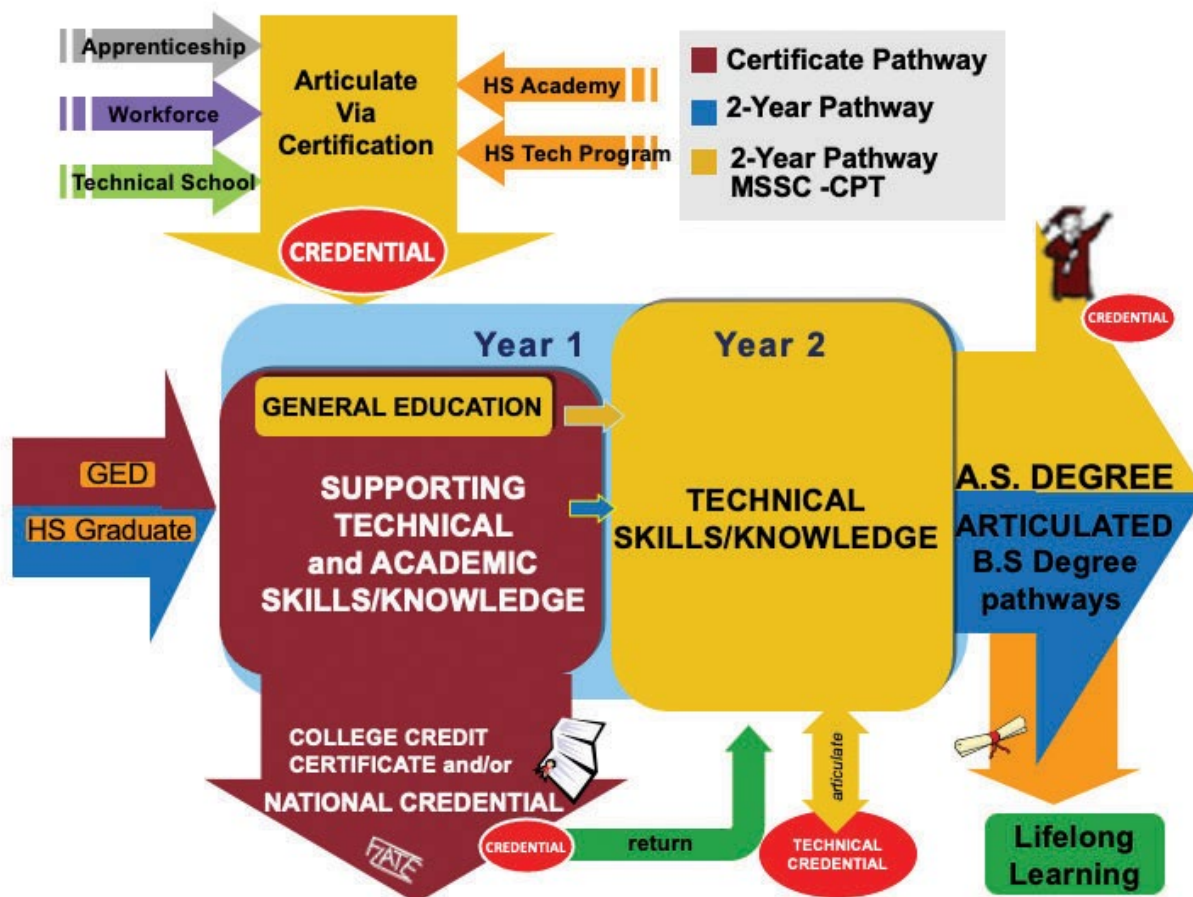 Apprenticeship
Workforce
Technical School
Articulate
Via
Certification
HS Academy
HS Tech Program
Certificate Pathway
2-Year Pathway
2-Year Pathway
MSSC -CPT
CREDENTIAL
CREDENTIAL
Year 1
Year 2
GENERAL EDUCATION
GED
HS Graduate
SUPPORTING
TECHNICAL
and ACADEMIC
SKILLS/KNOWLEDGE
TECHNICAL
SKILLS/KNOWLEDGE
A.S. DEGREE
ARTICULATED
B.S Degree
pathways
COLLEGE CREDIT
CERTIFICATE and/or
NATIONAL CREDENTIAL
FLATE
CREDENTIAL
return
articulate
TECHNICAL
CREDENTIAL
Lifelong
Learning